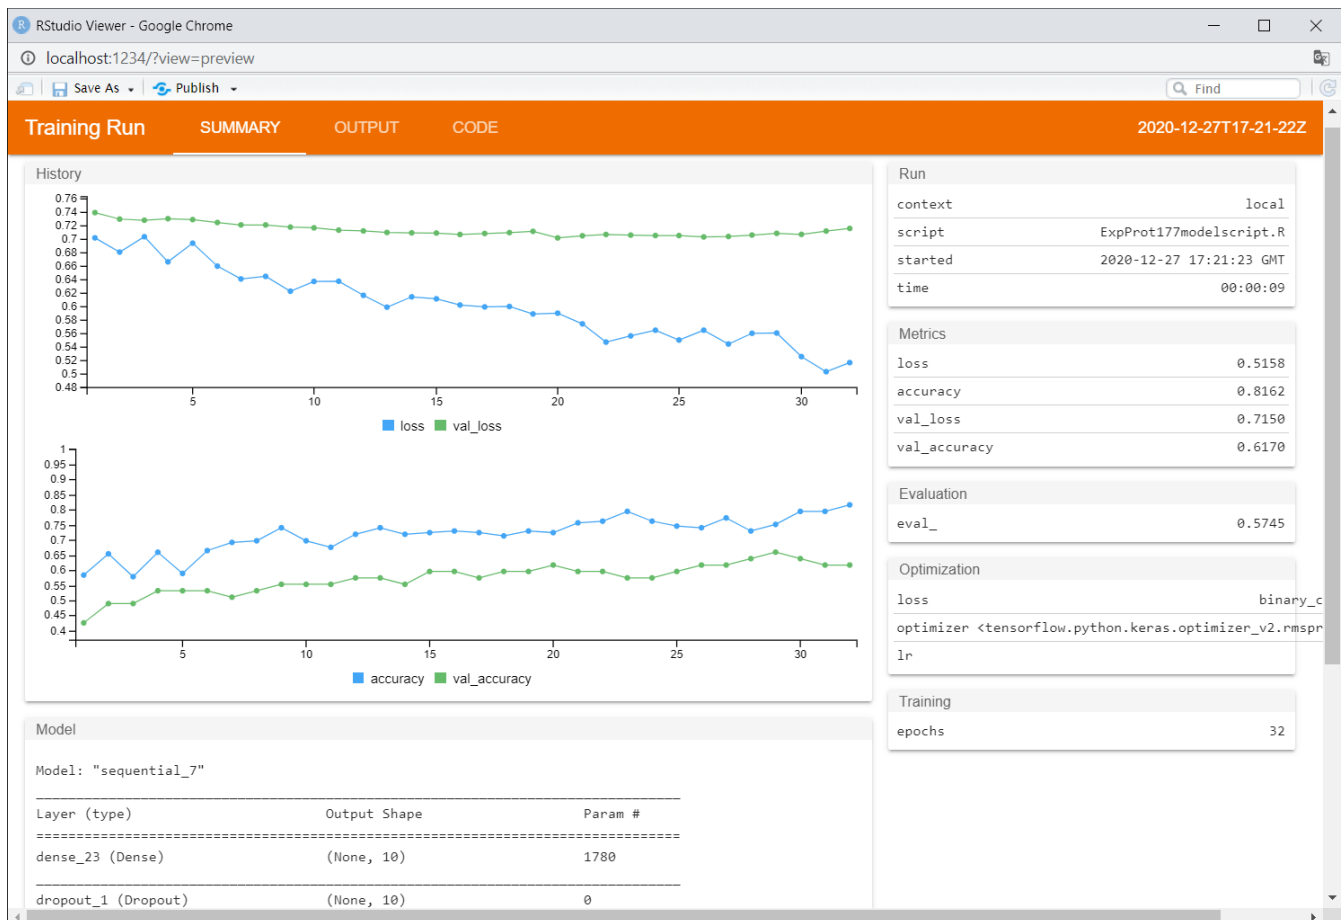 RStudio Viewer - Google Chrome
localhost:1234/?view=preview
Save As Publish Find
Training Run SUMMARY OUTPUT CODE 2020-12-27T17-21-22Z
History
0.76
0.74
0.72
0.7
0.68
0.66
0.64
0.62
0.6
0.58
0.56
0.54
0.52
0.5
0.48
5 10 15 20 25 30
loss val_loss
1
0.95
0.9
0.85
0.8
0.75
0.7
0.65
0.6
0.55
0.5
0.45
0.4
5 10 15 20 25 30
accuracy val_accuracy
Model
Model: "sequential_7"
________________________________________________________________________________
Layer (type) Output Shape Param #
================================================================================
dense_23 (Dense) (None, 10) 1780
________________________________________________________________________________
dropout_1 (Dropout) (None, 10) 0
Run
context local
script ExpProt177modelscript.R
started 2020-12-27 17:21:23 GMT
time 00:00:09
Metrics
loss 0.5158
accuracy 0.8162
val_loss 0.7150
val_accuracy 0.6170
Evaluation
eval_ 0.5745
Optimization
loss binary_c
optimizer <tensorflow.python.keras.optimizer_v2.rmspr
lr
Training
epochs 32